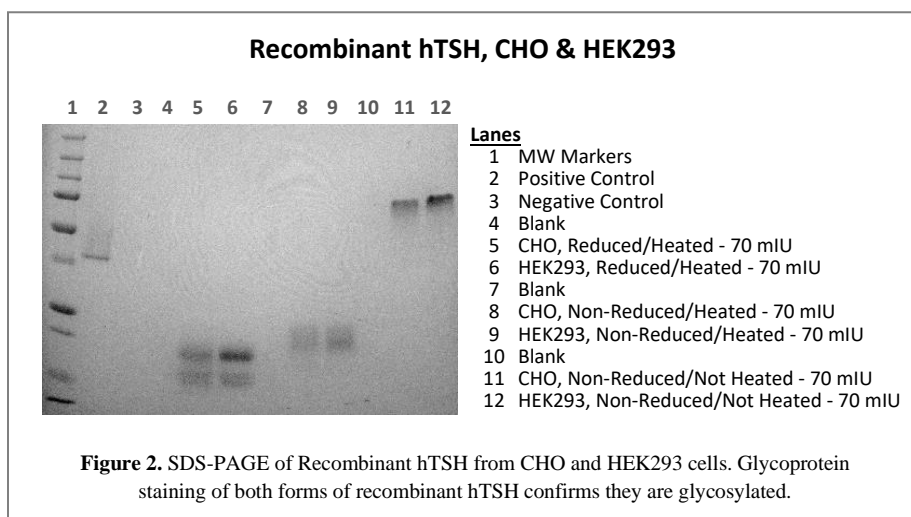 Recombinant hTSH, CHO & HEK293
1 2 3 4 5 6 7 8 9 10 11 12
Lanes
1 MW Markers
2 Positive Control
3 Negative Control
4 Blank
5 CHO, Reduced/Heated - 70 mIU
6 HEK293, Reduced/Heated - 70 mIU
7 Blank
8 CHO, Non-Reduced/Heated - 70 mIU
9 HEK293, Non-Reduced/Heated - 70 mIU
10 Blank
11 CHO, Non-Reduced/Not Heated - 70 mIU
12 HEK293, Non-Reduced/Not Heated - 70 mIU
Figure 2. SDS-PAGE of Recombinant hTSH from CHO and HEK293 cells. Glycoprotein
staining of both forms of recombinant hTSH confirms they are glycosylated.